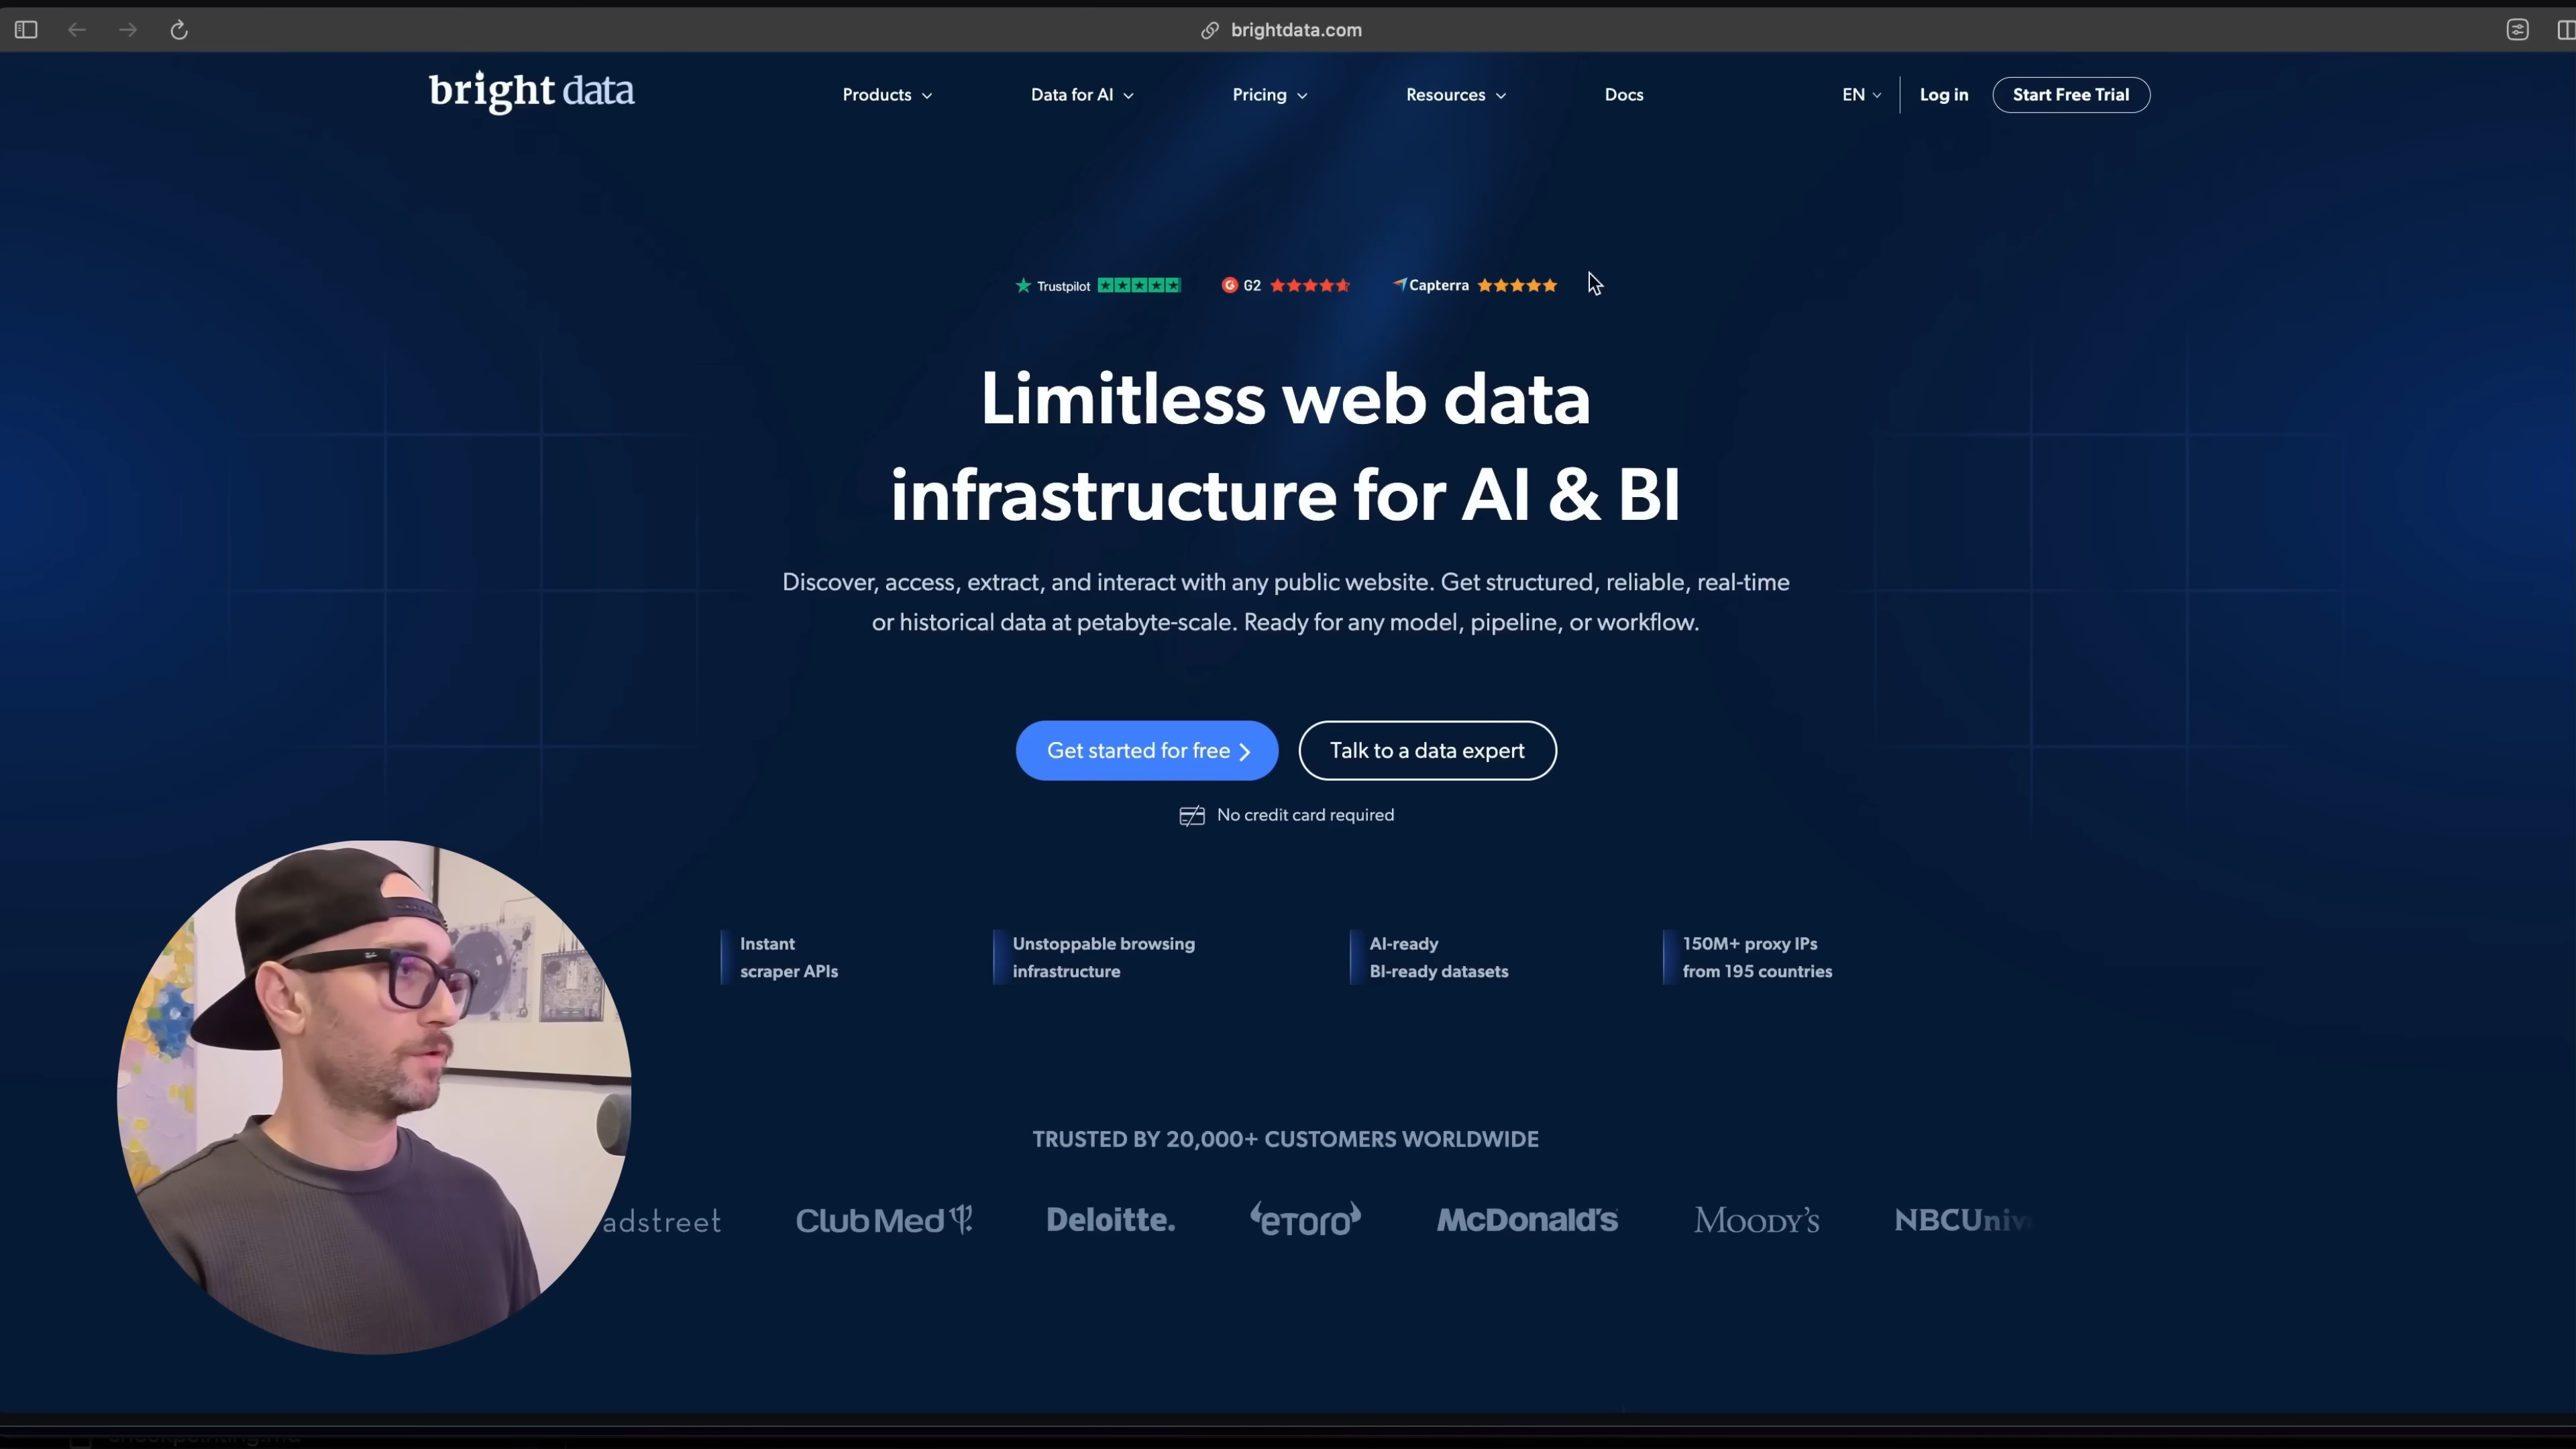 brightdata.com
bright data
Products
Data for AI
Pricing
Resources
Docs
EN
Log in
Start Free Trial
Trustpilot
G2
Capterra
Limitless web data
infrastructure for AI & BI
Discover, access, extract, and interact with any public website. Get structured, reliable, real-time
or historical data at petabyte-scale. Ready for any model, pipeline, or workflow.
Get started for free
Talk to a data expert
No credit card required
Instant
scraper APIs
Unstoppable browsing
infrastructure
AI-ready
BI-ready datasets
150M+ proxy IPs
from 195 countries
TRUSTED BY 20,000+ CUSTOMERS WORLDWIDE
adstreet
Club Med
Deloitte.
eToro
McDonald's
MOODY'S
NBCUniv